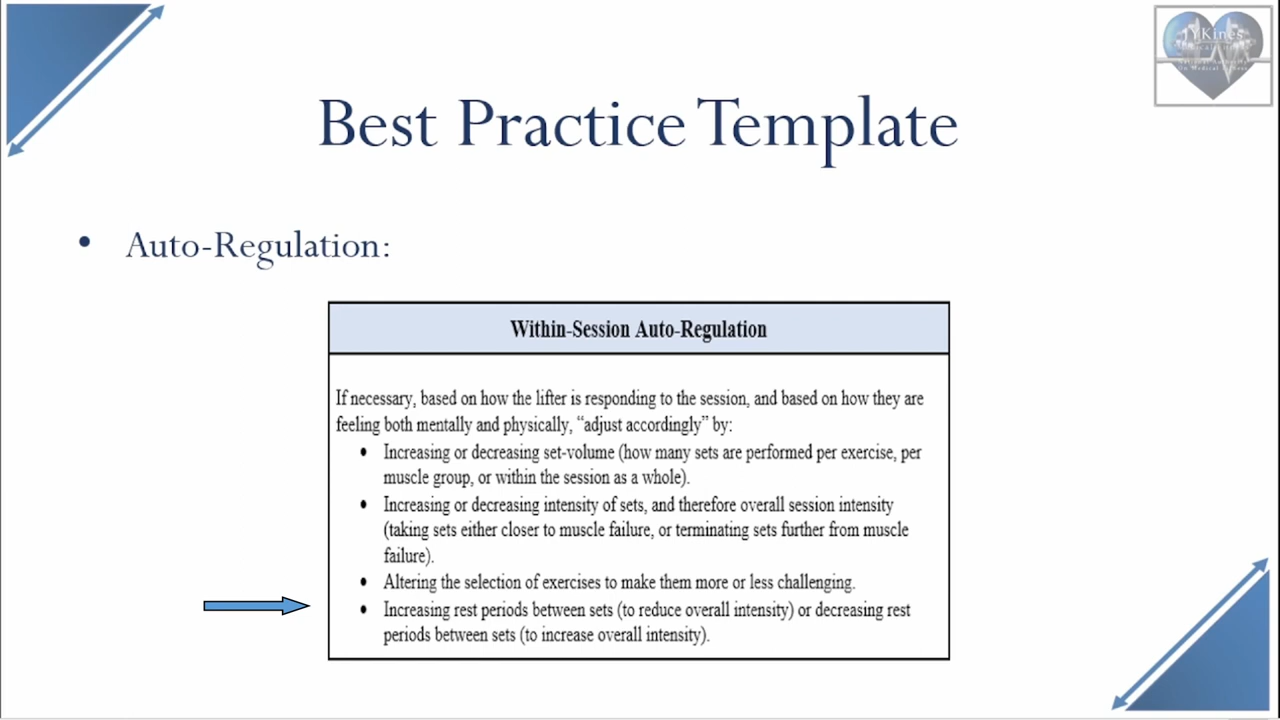 JYKines
Best Practice Template
• Auto-Regulation:
Within-Session Auto-Regulation
If necessary, based on how the lifter is responding to the session, and based on how they are
feeling both mentally and physically, “adjust accordingly” by:
• Increasing or decreasing set-volume (how many sets are performed per exercise, per
muscle group, or within the session as a whole).
• Increasing or decreasing intensity of sets, and therefore overall session intensity
(taking sets either closer to muscle failure, or terminating sets further from muscle
failure).
• Altering the selection of exercises to make them more or less challenging.
• Increasing rest periods between sets (to reduce overall intensity) or decreasing rest
periods between sets (to increase overall intensity).